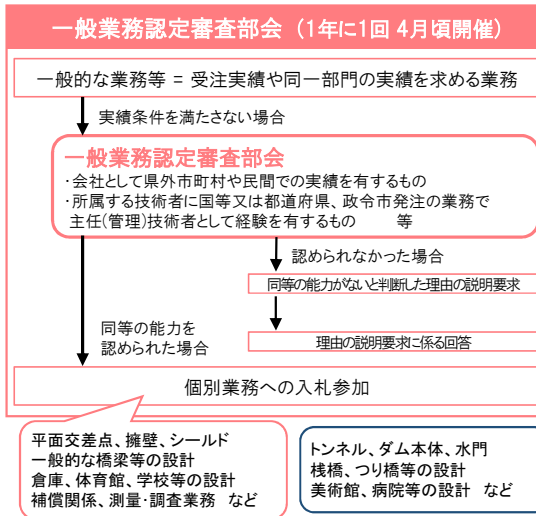 一般業務認定審査部会 (1年に1回 4月頃開催)
一般的な業務等 = 受注実績や同一部門の実績を求める業務
実績条件を満たさない場合
一般業務認定審査部会
・会社として県外市町村や民間での実績を有するもの
・所属する技術者に国等又は都道府県、政令市発注の業務で
主任(管理)技術者として経験を有するもの 等
認められなかった場合
同等の能力がないと判断した理由の説明要求
同等の能力を
認められた場合
理由の説明要求に係る回答
個別業務への入札参加
平面交差点、擁壁、シールド
一般的な橋梁等の設計
倉庫、体育館、学校等の設計
補償関係、測量・調査業務 など
トンネル、ダム本体、水門
桟橋、つり橋等の設計
美術館、病院等の設計 など